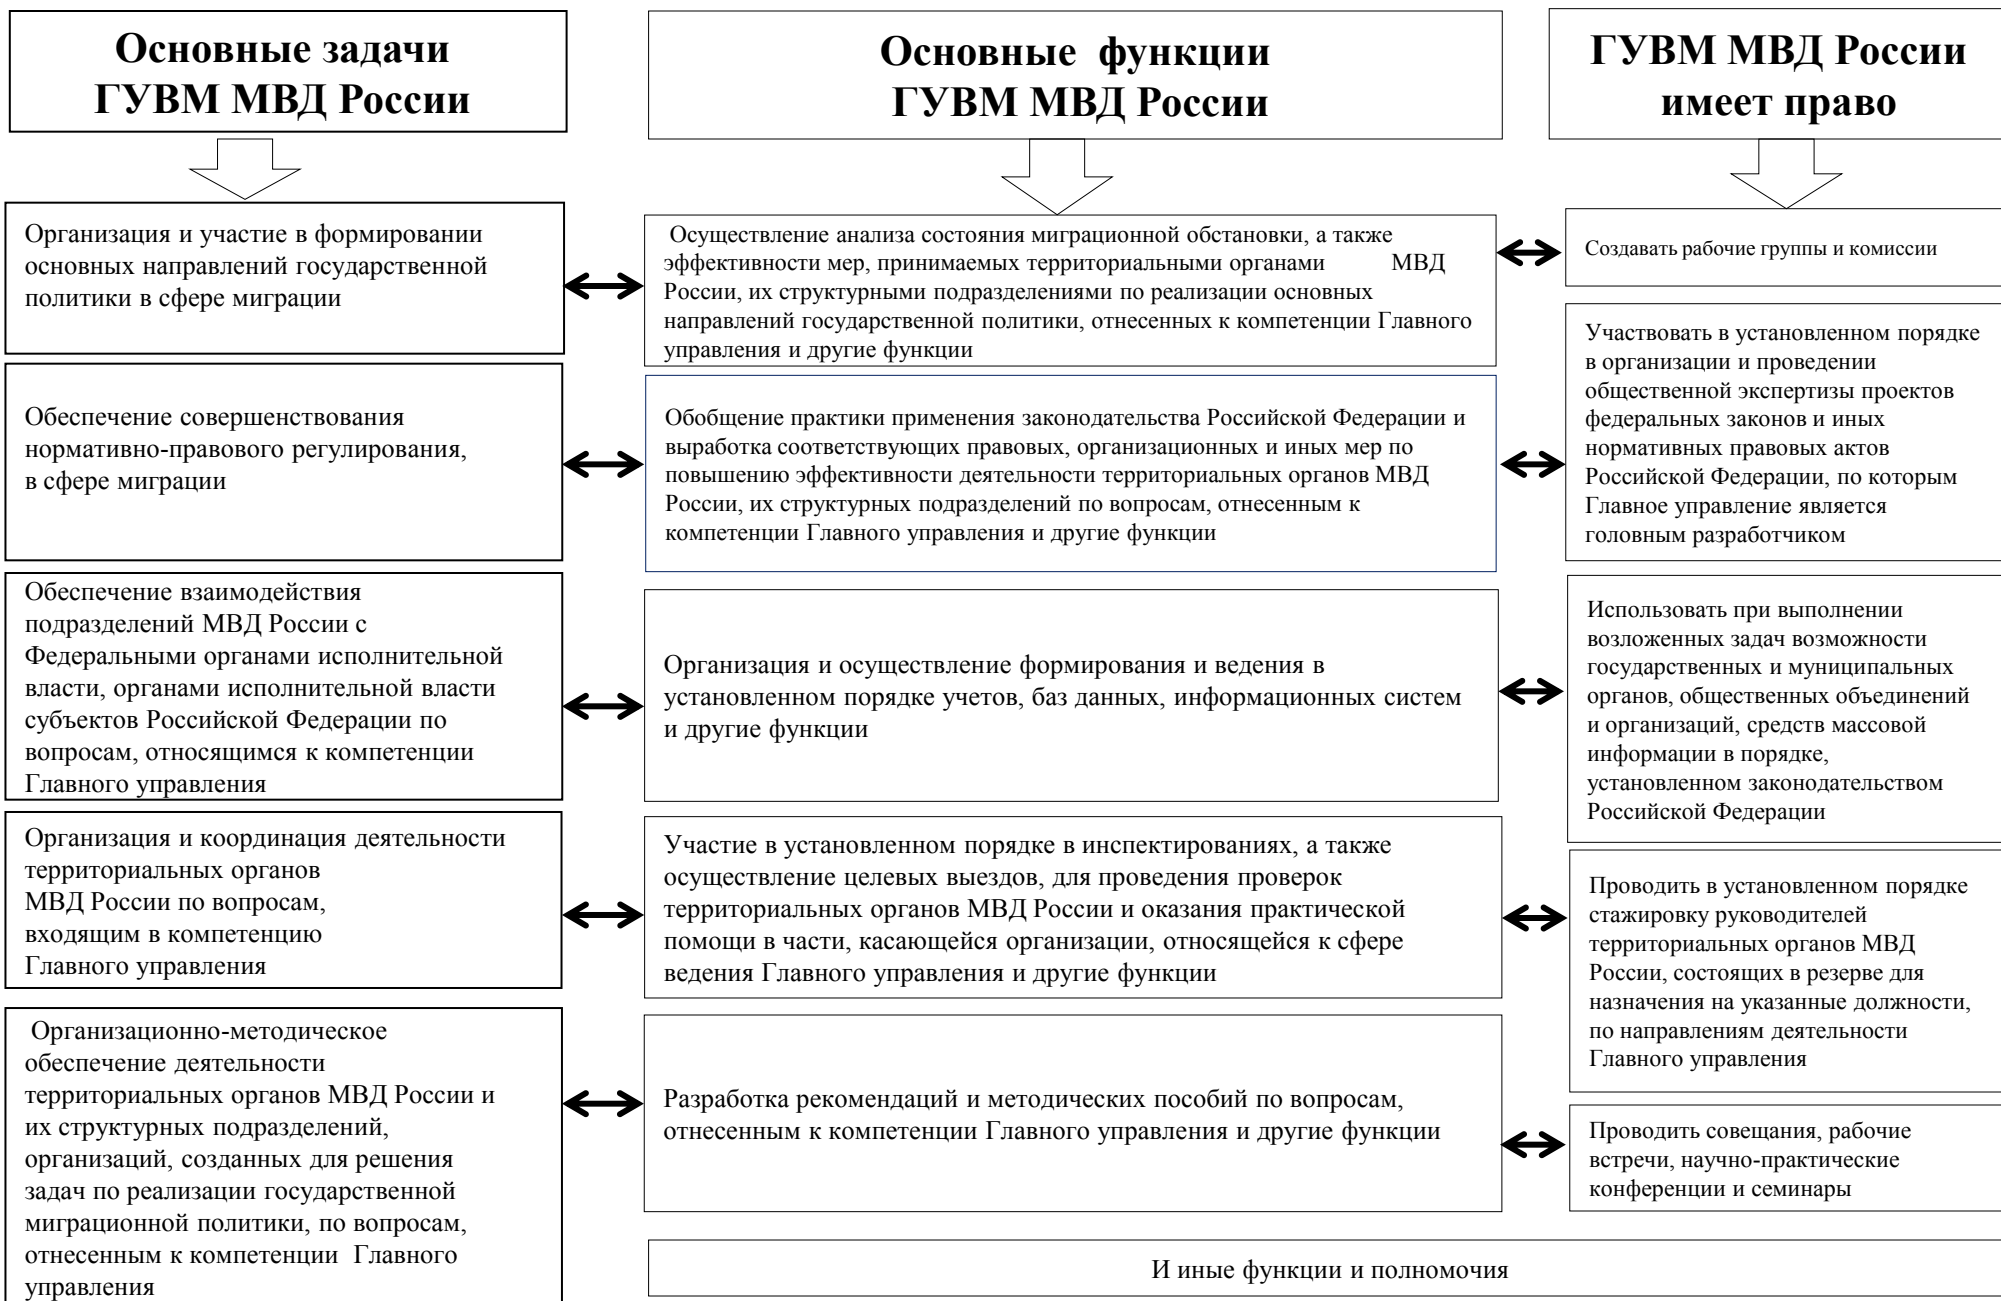 Основные задачи
ГУВМ МВД России
Основные функции
ГУВМ МВД России
ГУВМ МВД России
имеет право
Организация и участие в формировании
основных направлений государственной
политики в сфере миграции
Осуществление анализа состояния миграционной обстановки, а также
эффективности мер, принимаемых территориальными органами МВД
России, их структурными подразделениями по реализации основных
направлений государственной политики, отнесенных к компетенции Главного
управления и другие функции
Создавать рабочие группы и комиссии
Обеспечение совершенствования
нормативно-правового регулирования,
в сфере миграции
Обобщение практики применения законодательства Российской Федерации и
выработка соответствующих правовых, организационных и иных мер по
повышению эффективности деятельности территориальных органов МВД
России, их структурных подразделений по вопросам, отнесенным к
компетенции Главного управления и другие функции
Участвовать в установленном порядке
в организации и проведении
общественной экспертизы проектов
федеральных законов и иных
нормативных правовых актов
Российской Федерации, по которым
Главное управление является
головным разработчиком
Обеспечение взаимодействия
подразделений МВД России с
Федеральными органами исполнительной
власти, органами исполнительной власти
субъектов Российской Федерации по
вопросам, относящимся к компетенции
Главного управления
Организация и осуществление формирования и ведения в
установленном порядке учетов, баз данных, информационных систем
и другие функции
Использовать при выполнении
возложенных задач возможности
государственных и муниципальных
органов, общественных объединений
и организаций, средств массовой
информации в порядке,
установленном законодательством
Российской Федерации
Организация и координация деятельности
территориальных органов
МВД России по вопросам,
входящим в компетенцию
Главного управления
Участие в установленном порядке в инспектированиях, а также
осуществление целевых выездов, для проведения проверок
территориальных органов МВД России и оказания практической
помощи в части, касающейся организации, относящейся к сфере
ведения Главного управления и другие функции
Проводить в установленном порядке
стажировку руководителей
территориальных органов МВД
России, состоящих в резерве для
назначения на указанные должности,
по направлениям деятельности
Главного управления
Организационно-методическое
обеспечение деятельности
территориальных органов МВД России и
их структурных подразделений,
организаций, созданных для решения
задач по реализации государственной
миграционной политики, по вопросам,
отнесенным к компетенции Главного
управления
Разработка рекомендаций и методических пособий по вопросам,
отнесенным к компетенции Главного управления и другие функции
Проводить совещания, рабочие
встречи, научно-практические
конференции и семинары
И иные функции и полномочия